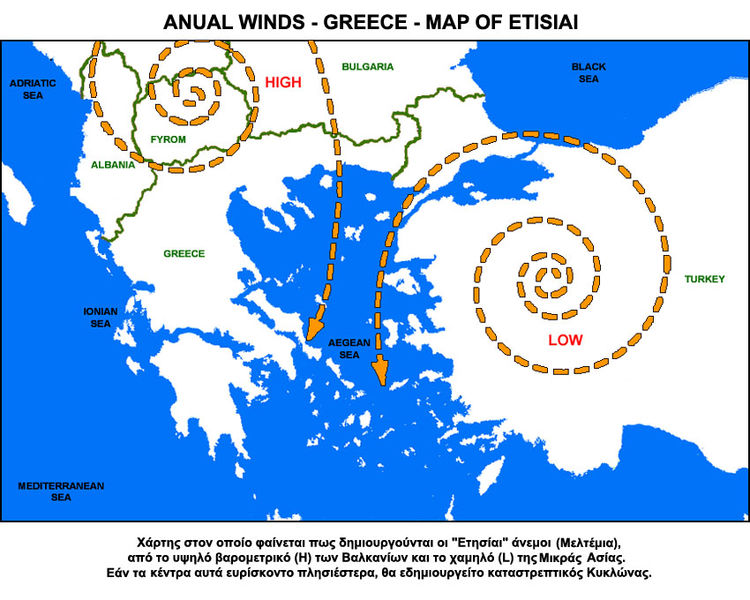 ANUAL WINDS - GREECE - MAP OF ETISIAI
ADRIATIC
SEA
HIGH
BULGARIA
BLACK
SEA
FYROM
ALBANIA
GREECE
TURKEY
IONIAN
SEA
AEGEAN
SEA
LOW
MEDITERRANEAN
SEA
Χάρτης στον οποίο φαίνεται πως δημιουργούνται οι "Ετησίαι" άνεμοι (Μελτέμια),
από το υψηλό βαρομετρικό (H) των Βαλκανίων και το χαμηλό (L) της Μικράς Ασίας.
Εάν τα κέντρα αυτά ευρίσκοντο πλησιέστερα, θα εδημιουργείτο καταστρεπτικός Κυκλώνας.